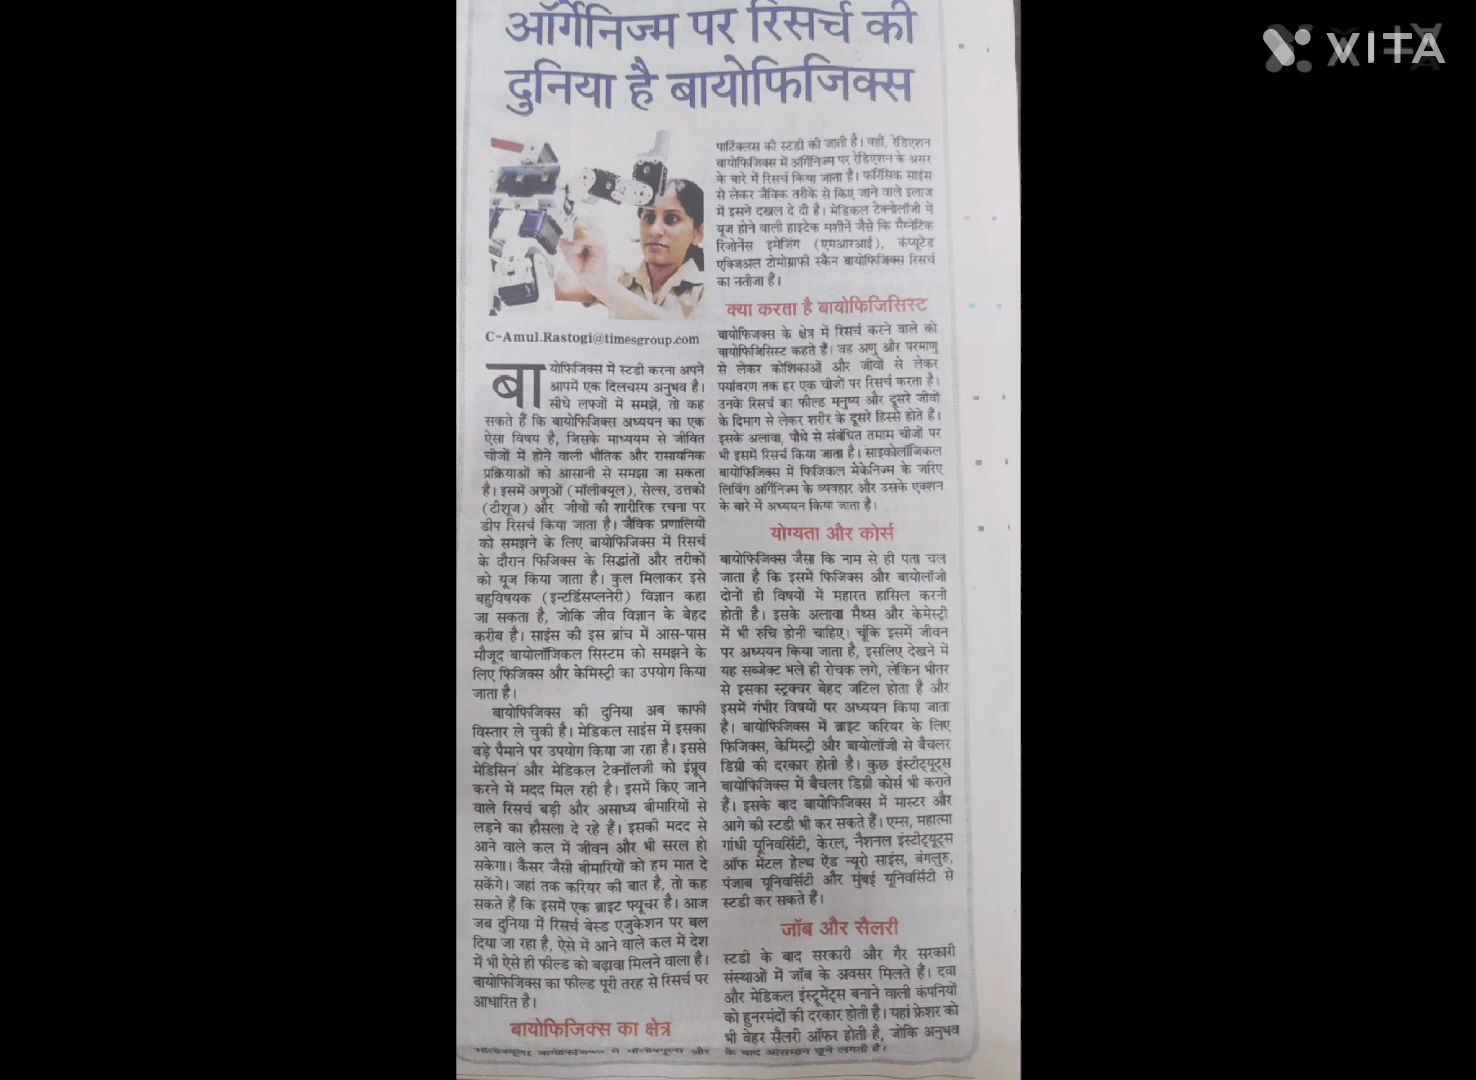 ऑर्गेनिज्म पर रिसर्च की
दुनिया है बायोफिजिक्स
C-Amul.Rastogi@timesgroup.com
बायोफिजिक्स में स्टडी करना अपने
आपमें एक दिलचस्प अनुभव है।
सीधे लफ्जों में समझें, तो कह
सकते हैं कि बायोफिजिक्स अध्ययन का एक
ऐसा विषय है, जिसके माध्ययम से जीवित
चीजों में होने वाली भौतिक और रासायनिक
प्रक्रियाओं को आसानी से समझा जा सकता
है। इसमें अणुओं (मॉलीक्यूल), सेल्स, उत्तकों
(टीशूज) और जीवों की शारीरिक रचना पर
डीप रिसर्च किया जाता है। जैविक प्रणालियों
को समझने के लिए बायोफिजिक्स में रिसर्च
के दौरान फिजिक्स के सिद्धांतों और तरीकों
को यूज किया जाता है। कुल मिलाकर इसे
बहुविषयक (इन्टर्डिसप्लनेरी) विज्ञान कहा
जा सकता है, जोकि जीव विज्ञान के बेहद
करीब है। साइंस की इस ब्रांच में आस-पास
मौजूद बायोलॉजिकल सिस्टम को समझने के
लिए फिजिक्स और केमिस्ट्री का उपयोग किया
जाता है।
बायोफिजिक्स की दुनिया अब काफी
विस्तार ले चुकी है। मेडिकल साइंस में इसका
बड़े पैमाने पर उपयोग किया जा रहा है। इससे
मेडिसिन और मेडिकल टेक्नॉलजी को इंप्रूव
करने में मदद मिल रही है। इसमें किए जाने
वाले रिसर्च बड़ी और असाध्य बीमारियों से
लड़ने का हौसला दे रहे हैं। इसकी मदद से
आने वाले कल में जीवन और भी सरल हो
सकेगा। कैंसर जैसी बीमारियों को हम मात दे
सकेंगे। जहां तक करियर की बात है, तो कह
सकते हैं कि इसमें एक ब्राइट फ्यूचर है। आज
जब दुनिया में रिसर्च बेस्ड एजुकेशन पर बल
दिया जा रहा है, ऐसे में आने वाले कल में देश
में भी ऐसे ही फील्ड को बढ़ावा मिलने वाला है।
बायोफिजिक्स का फील्ड पूरी तरह से रिसर्च पर
आधारित है।
बायोफिजिक्स का क्षेत्र
मॉलीक्यूलर बायोफिजिक्स में मॉलीक्यूल्स और
पार्टिक्लस की स्टडी की जाती है। वहीं, रेडिएशन
बायोफिजिक्स में ऑर्गेनिज्म पर रेडिएशन के असर
के बारे में रिसर्च किया जाता है। फरेंसिक साइंस
से लेकर जैविक तरीके से किए जाने वाले इलाज
में इसने दखल दे दी है। मेडिकल टेक्नोलॉजी में
यूज होने वाली हाइटेक मशीनें जैसे कि मैग्नेटिक
रिजोनेंस इमेजिंग (एमआरआई), कंप्यूटेड
एक्जिअल टोमोग्राफी स्कैन बायोफिजिक्स रिसर्च
का नतीजा हैं।
क्या करता है बायोफिजिसिस्ट
बायोफिजक्स के क्षेत्र में रिसर्च करने वाले को
बायोफिजिसिस्ट कहते हैं। वह अणु और परमाणु
से लेकर कोशिकाओं और जीवों से लेकर
पर्यावरण तक हर एक चीजों पर रिसर्च करता है।
उनके रिसर्च का फील्ड मनुष्य और दूसरे जीवों
के दिमाग से लेकर शरीर के दूसरे हिस्से होते हैं।
इसके अलावा, पौधे से संबंधित तमाम चीजों पर
भी इसमें रिसर्च किया जाता है। साइकोलॉजिकल
बायोफिजिक्स में फिजिकल मेकेनिज्म के जरिए
लिविंग ऑर्गेनिज्म के व्यवहार और उसके एक्शन
के बारे में अध्ययन किया जाता है।
योग्यता और कोर्स
बायोफिजिक्स जैसा कि नाम से ही पता चल
जाता है कि इसमें फिजिक्स और बायोलॉजी
दोनों ही विषयों में महारत हासिल करनी
होती है। इसके अलावा मैथ्स और केमेस्ट्री
में भी रुचि होनी चाहिए। चूंकि इसमें जीवन
पर अध्ययन किया जाता है, इसलिए देखने में
यह सब्जेक्ट भले ही रोचक लगे, लेकिन भीतर
से इसका स्ट्रक्चर बेहद जटिल होता है और
इसमें गंभीर विषयों पर अध्ययन किया जाता
है। बायोफिजिक्स में ब्राइट करियर के लिए
फिजिक्स, केमिस्ट्री और बायोलॉजी से बैचलर
डिग्री की दरकार होती है। कुछ इंस्टीट्यूट्स
बायोफिजिक्स में बैचलर डिग्री कोर्स भी कराते
हैं। इसके बाद बायोफिजिक्स में मास्टर और
आगे की स्टडी भी कर सकते हैं। एम्स, महात्मा
गांधी यूनिवर्सिटी, केरल, नैशनल इंस्टीट्यूट्स
ऑफ मेंटल हेल्थ ऐंड न्यूरो साइंस, बंगलुरु,
पंजाब यूनिवर्सिटी और मुंबई यूनिवर्सिटी से
स्टडी कर सकते हैं।
जॉब और सैलरी
स्टडी के बाद सरकारी और गैर सरकारी
संस्थाओं में जॉब के अवसर मिलते हैं। दवा
और मेडिकल इंस्ट्रूमेंट्स बनाने वाली कंपनियों
को हुनरमंदों की दरकार होती है। यहां फ्रेशर को
भी बेहर सैलरी ऑफर होती है, जोकि अनुभव
के बाद आसमान छूने लगती है।
VITA